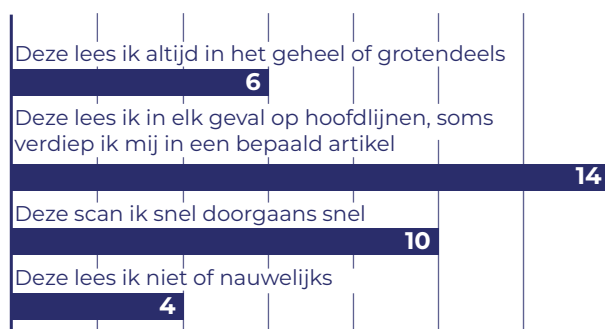 Deze lees ik altijd in het geheel of grotendeels
6
Deze lees ik in elk geval op hoofdlijnen, soms
verdiep ik mij in een bepaald artikel
14
Deze scan ik snel doorgaans snel
10
Deze lees ik niet of nauwelijks
4